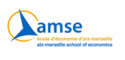 amse
école d'économie d'aix-marseille
aix-marseille school of economics